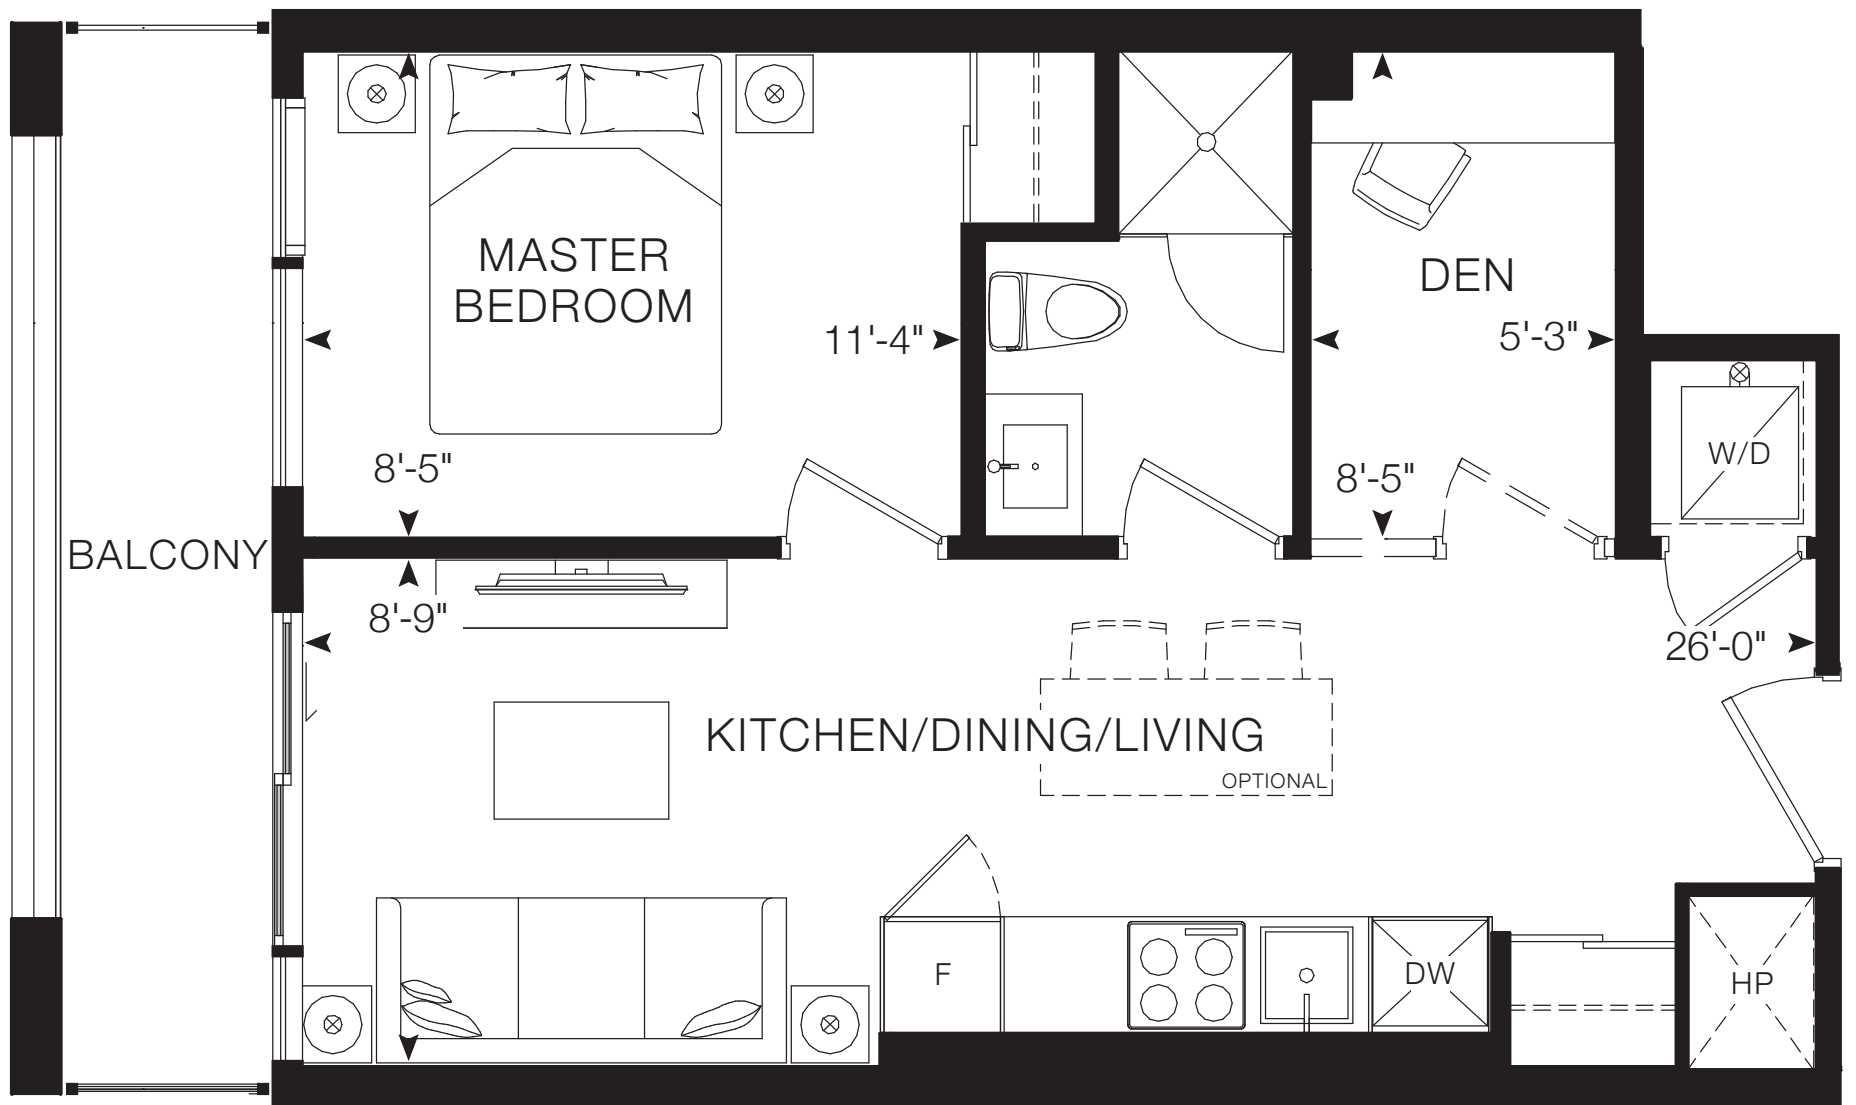 MASTER
BEDROOM
11'-4"
8'-5"
DEN
5'-3"
8'-5"
W/D
BALCONY
8'-9"
26'-0"
KITCHEN/DINING/LIVING
OPTIONAL
F
DW
HP